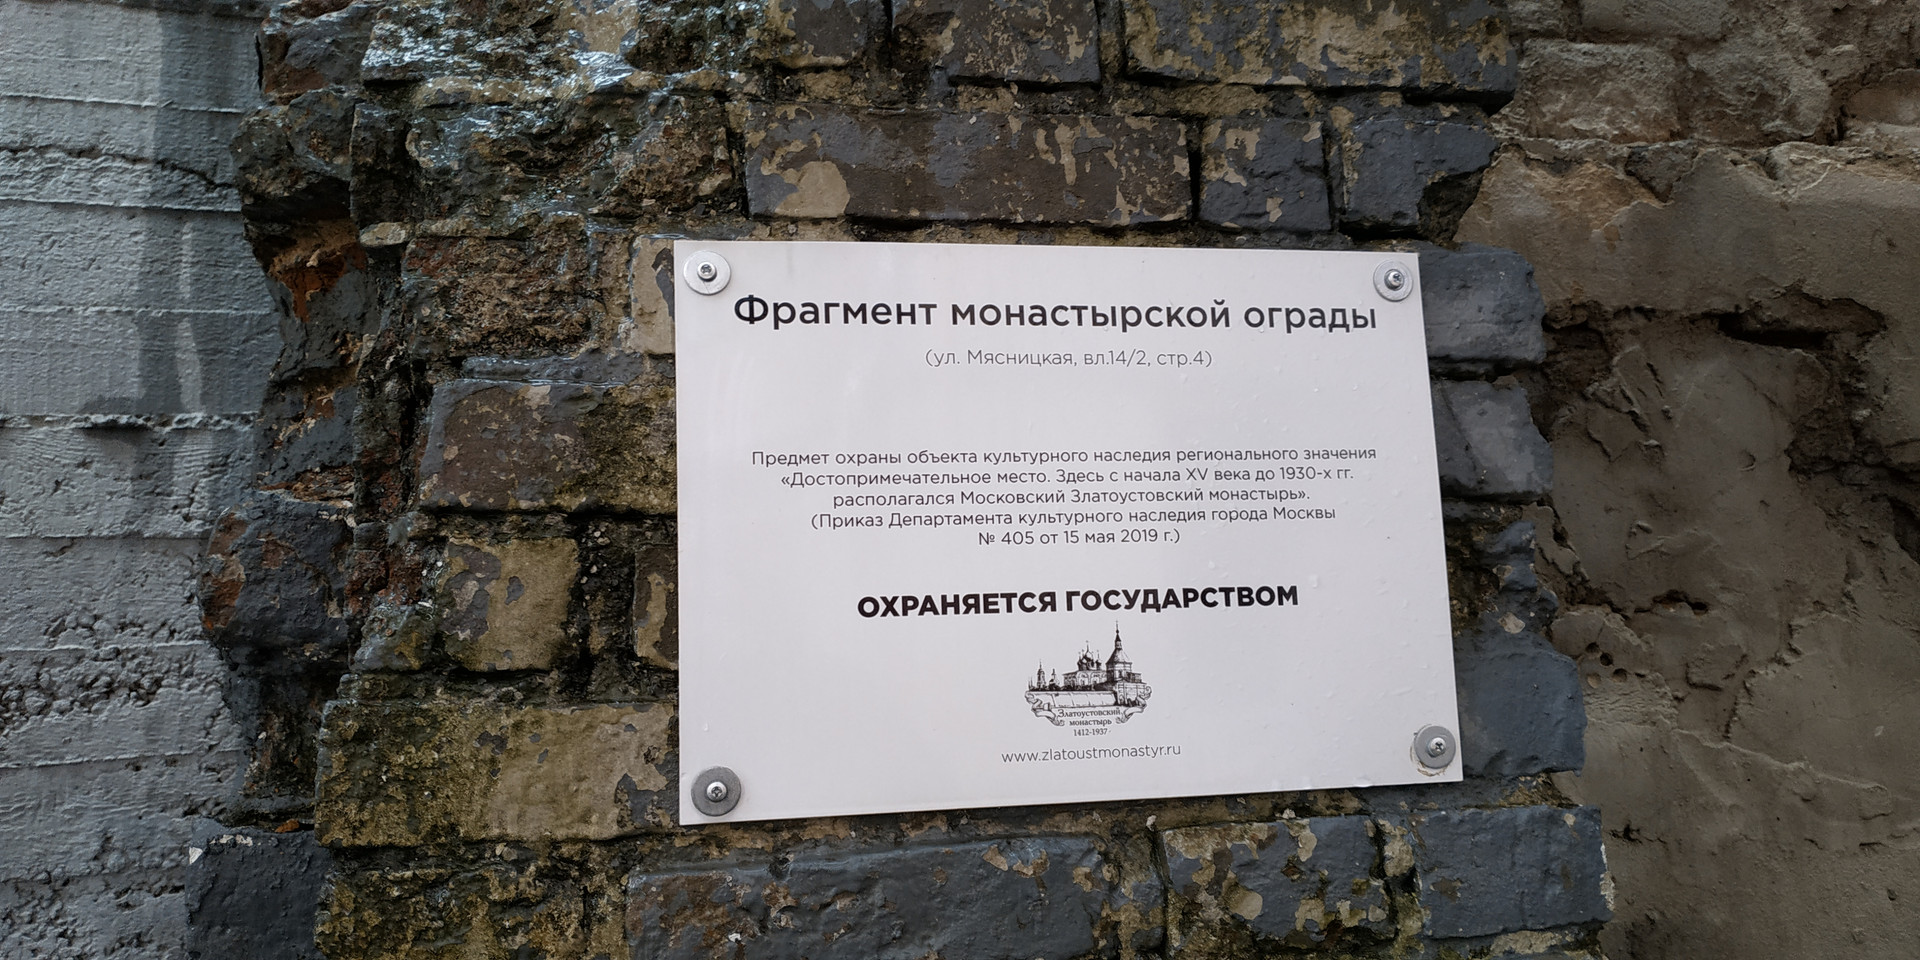 Фрагмент монастырской ограды
(ул. Мясницкая, вл.14/2, стр.4)
Предмет охраны объекта культурного наследия регионального значения
«Достопримечательное место. Здесь с начала XV века до 1930-х гг.
располагался Московский Златоустовский монастырь».
(Приказ Департамента культурного наследия города Москвы
№ 405 от 15 мая 2019 г.)
ОХРАНЯЕТСЯ ГОСУДАРСТВОМ
Златоустовский
монастырь
1412-1937
www.zlatoustmonastyr.ru